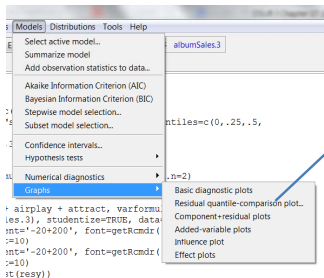 s Models Distributions Tools Help
Select active model...
E albumSales.3
Summarize model
Add observation statistics to data...
Akaike Information Criterion (AIC)
Bayesian Information Criterion (BIC)
c(
Stepwise model selection...
's ntiles=c(0,.25,.5,
Subset model selection...
Confidence intervals...
Hypothesis tests
Numerical diagnostics .n=2)
Graphs
Basic diagnostic plots
Residual quantile-comparison plot...
Component+residual plots
Added-variable plots
Influence plot
Effect plots
+ airplay + attract, varformul
les.3), studentize=TRUE, data=
ent='-20+200', font=getRcmdr(
t=10)
ent='-20+200', font=getRcmdr(
t=10)
st(resy))